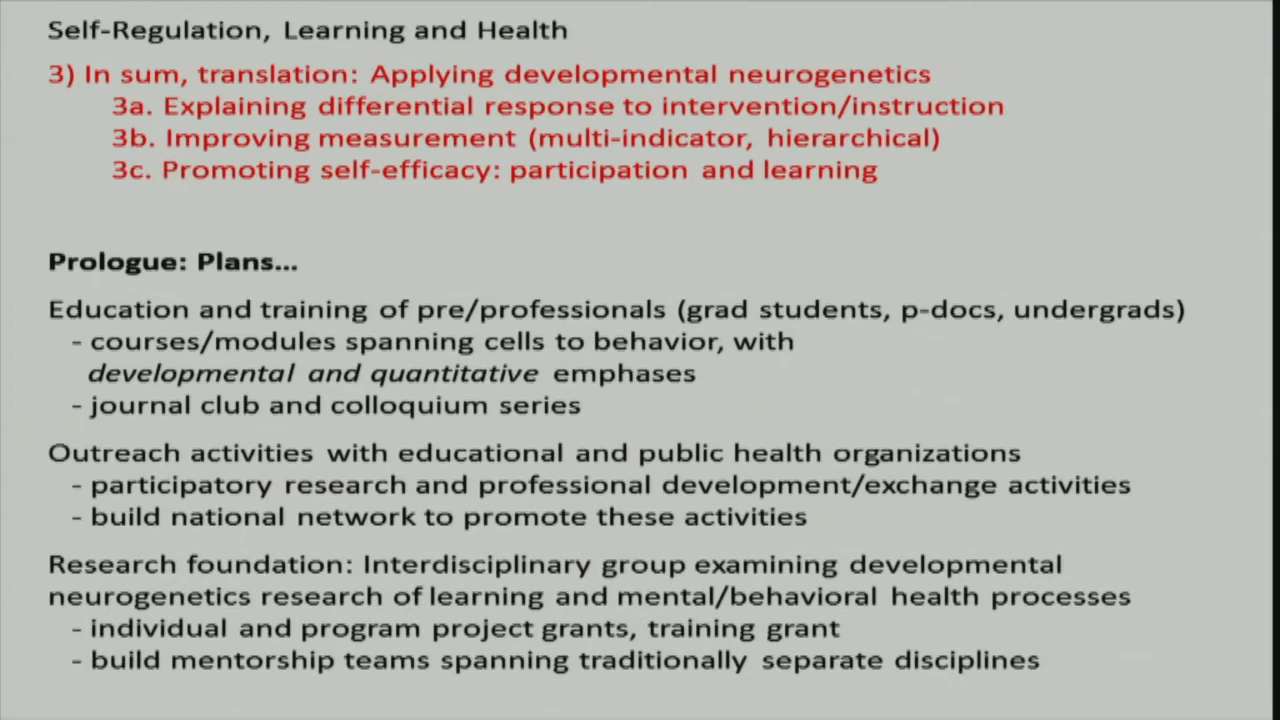 Self-Regulation, Learning and Health
3) In sum, translation: Applying developmental neurogenetics
3a. Explaining differential response to intervention/instruction
3b. Improving measurement (multi-indicator, hierarchical)
3c. Promoting self-efficacy: participation and learning
Prologue: Plans...
Education and training of pre/professionals (grad students, p-docs, undergrads)
- courses/modules spanning cells to behavior, with
developmental and quantitative emphases
- journal club and colloquium series
Outreach activities with educational and public health organizations
- participatory research and professional development/exchange activities
- build national network to promote these activities
Research foundation: Interdisciplinary group examining developmental
neurogenetics research of learning and mental/behavioral health processes
- individual and program project grants, training grant
- build mentorship teams spanning traditionally separate disciplines